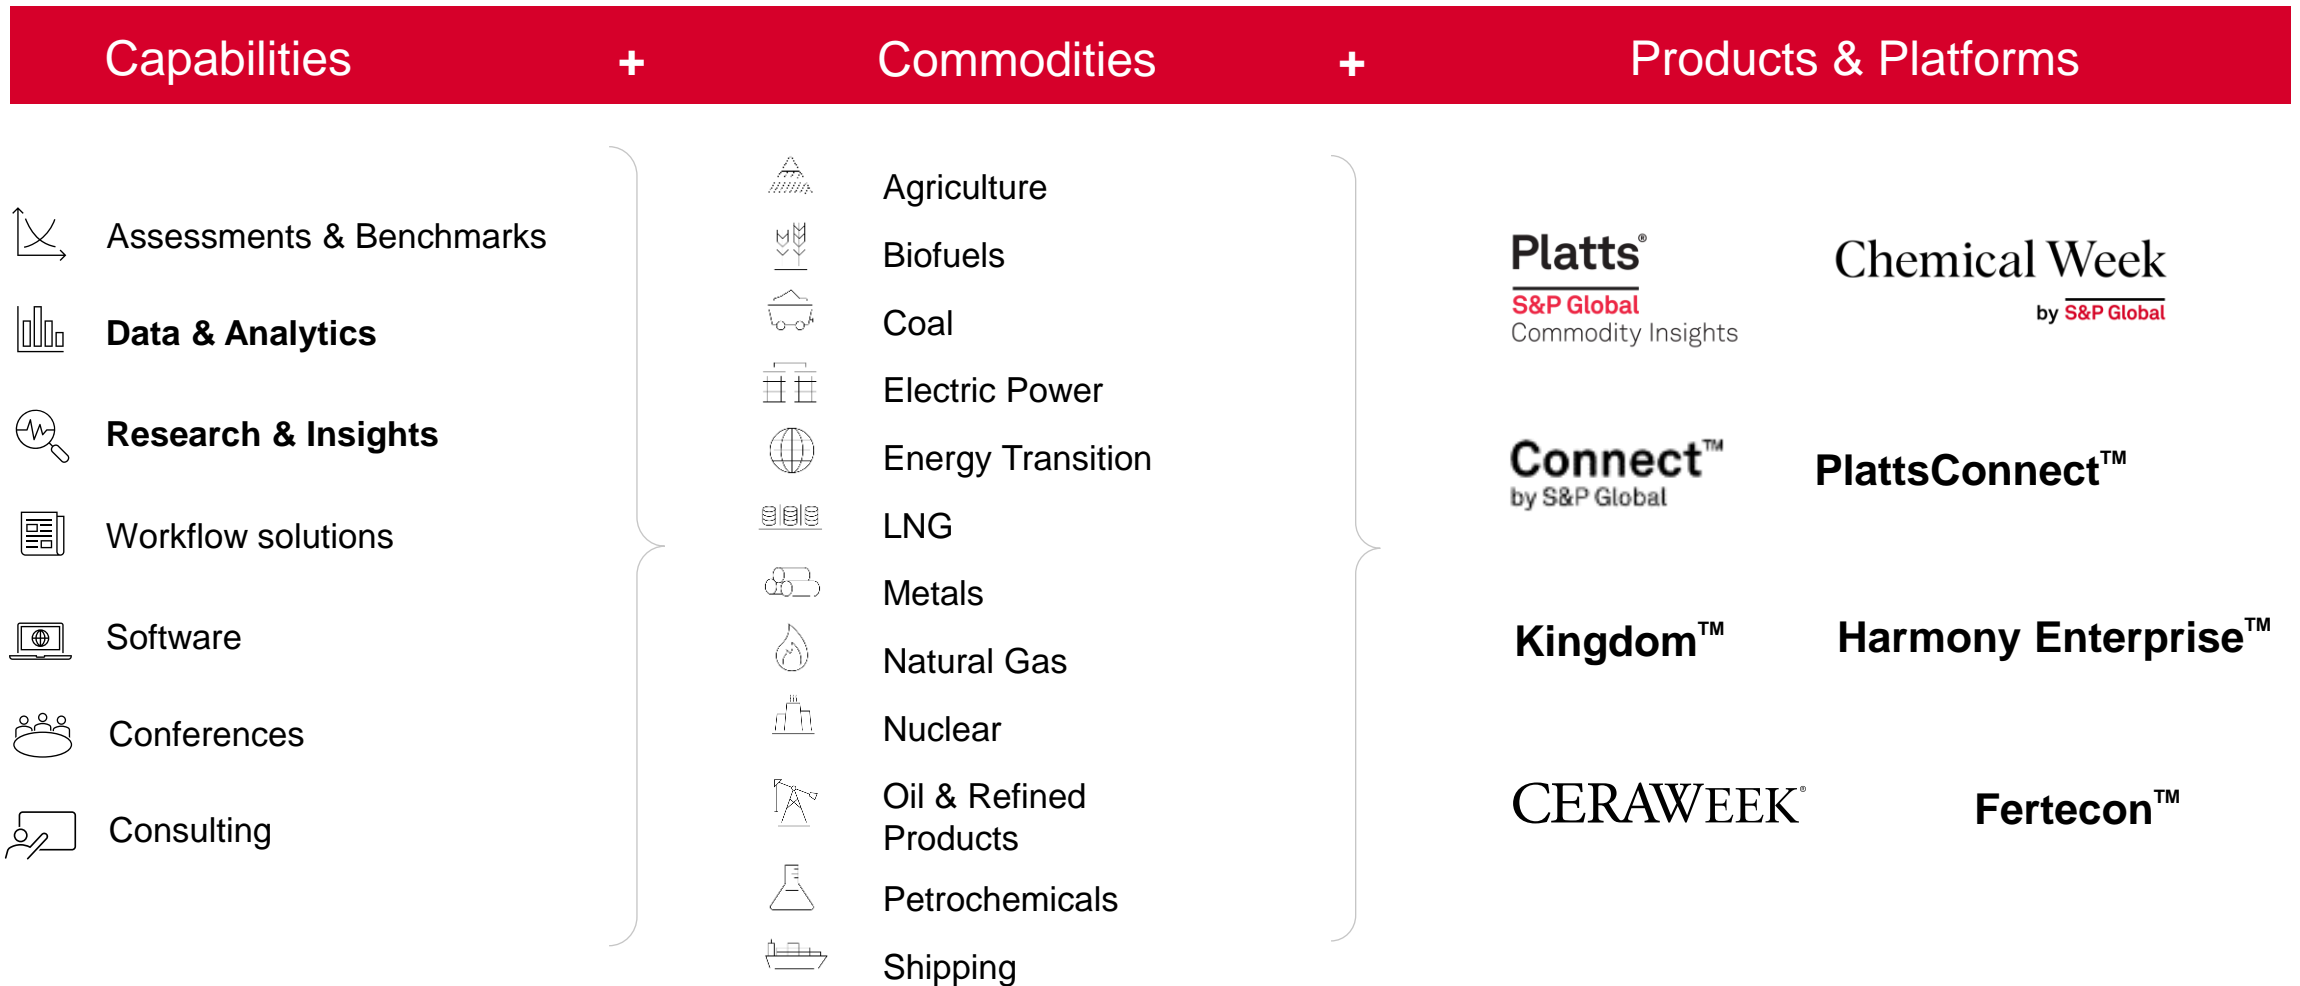 Capabilities + Commodities + Products & Platforms
Assessments & Benchmarks
Data & Analytics
Research & Insights
Workflow solutions
Software
Conferences
Consulting
Agriculture
Biofuels
Coal
Electric Power
Energy Transition
LNG
Metals
Natural Gas
Nuclear
Oil & Refined
Products
Petrochemicals
Shipping
Platts®
S&P Global
Commodity Insights
Chemical Week
by S&P Global
Connect™
by S&P Global
PlattsConnect™
Kingdom™
Harmony Enterprise™
CERAWEEK®
Fertecon™